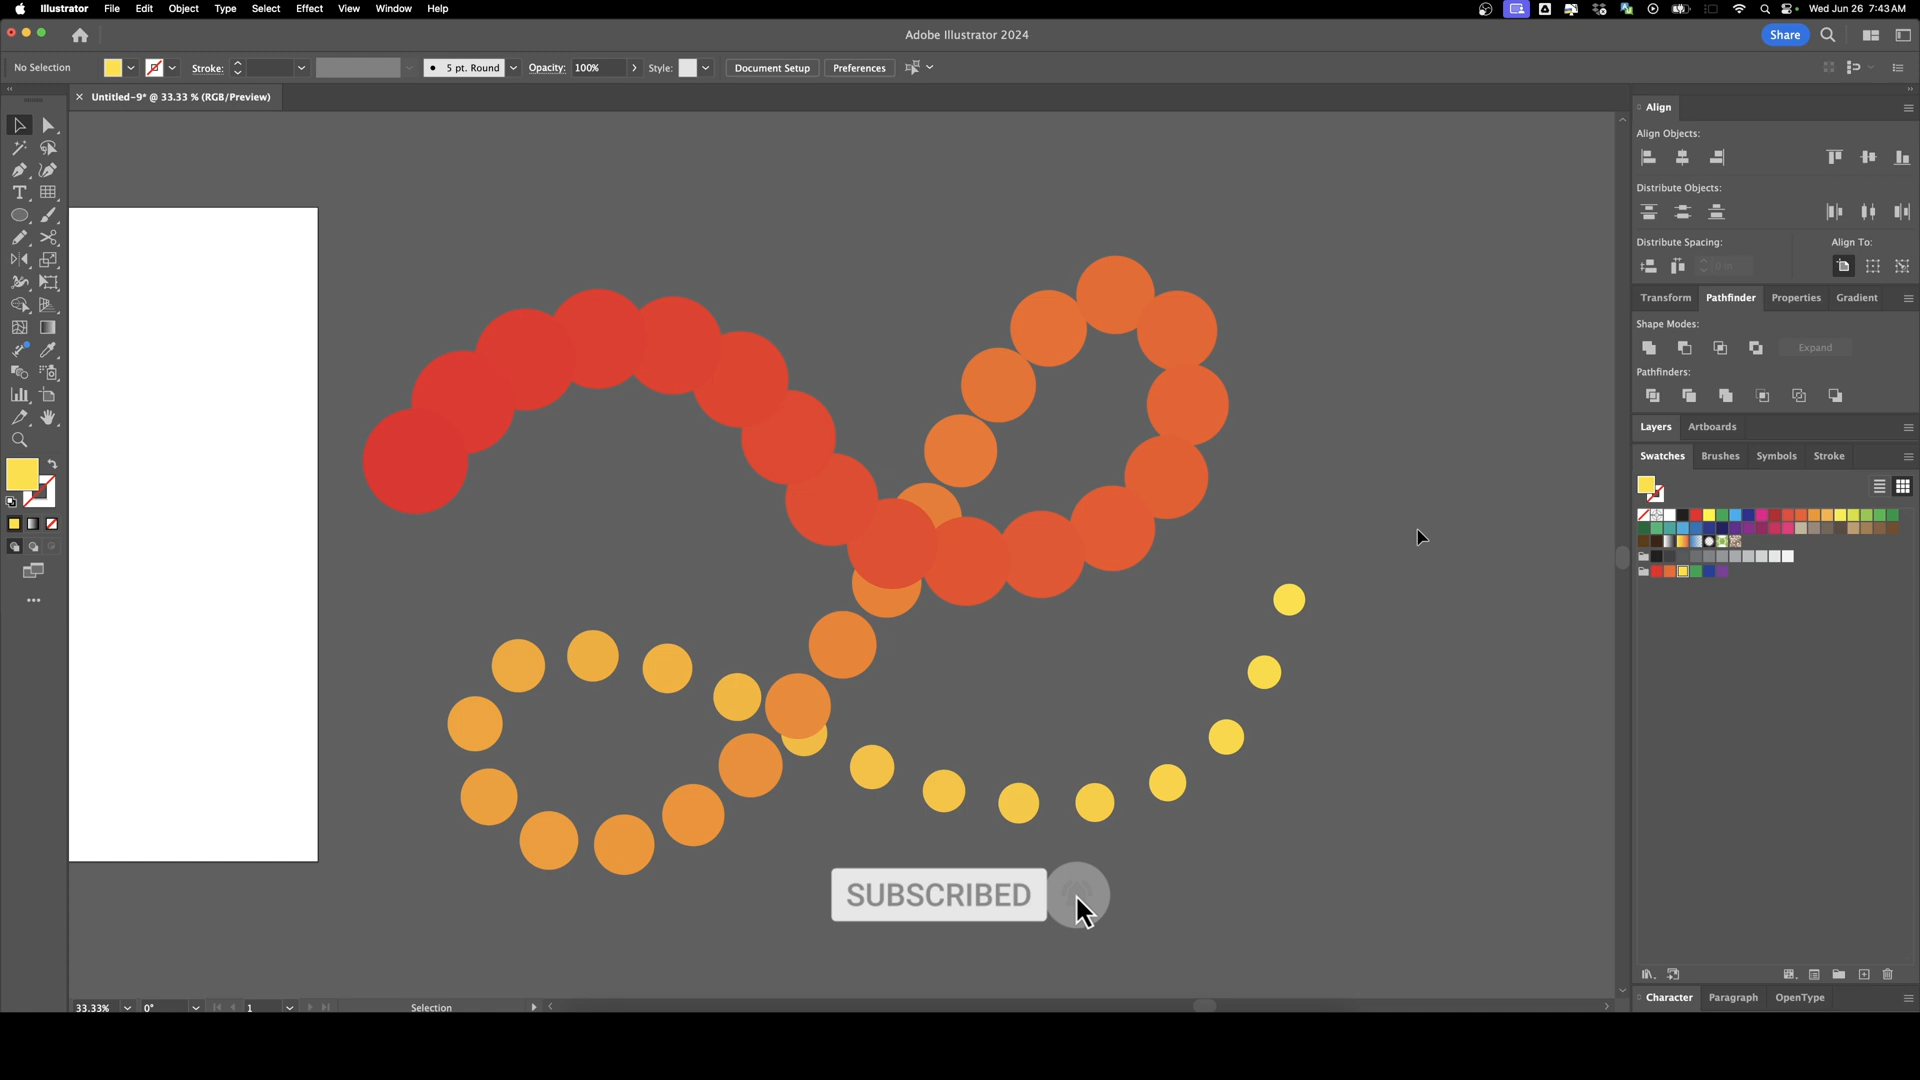 Illustrator File Edit Object Type Select Effect View Window Help Wed Jun 26 7:43 AM
Adobe Illustrator 2024 Share
No Selection Stroke: 5 pt. Round Opacity: 100% Style: Document Setup Preferences
Untitled-9* @ 33.33 % (RGB/Preview)
Align
Align Objects:
Distribute Objects:
Distribute Spacing: Align To:
0 in
Transform Pathfinder Properties Gradient
Shape Modes:
Expand
Pathfinders:
Layers Artboards
Swatches Brushes Symbols Stroke
SUBSCRIBED
Character Paragraph OpenType
33.33% 0° 1 Selection